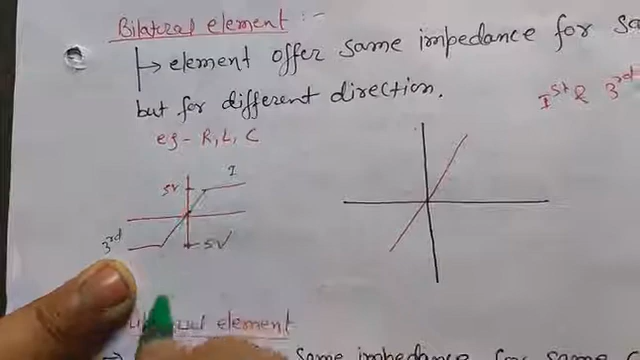 Bilateral element :-
element offer same impedance for sa
but for different direction.
Ist & 3rd
eg - R, L, C
I
5V
3rd
5V
element
same impedance for same